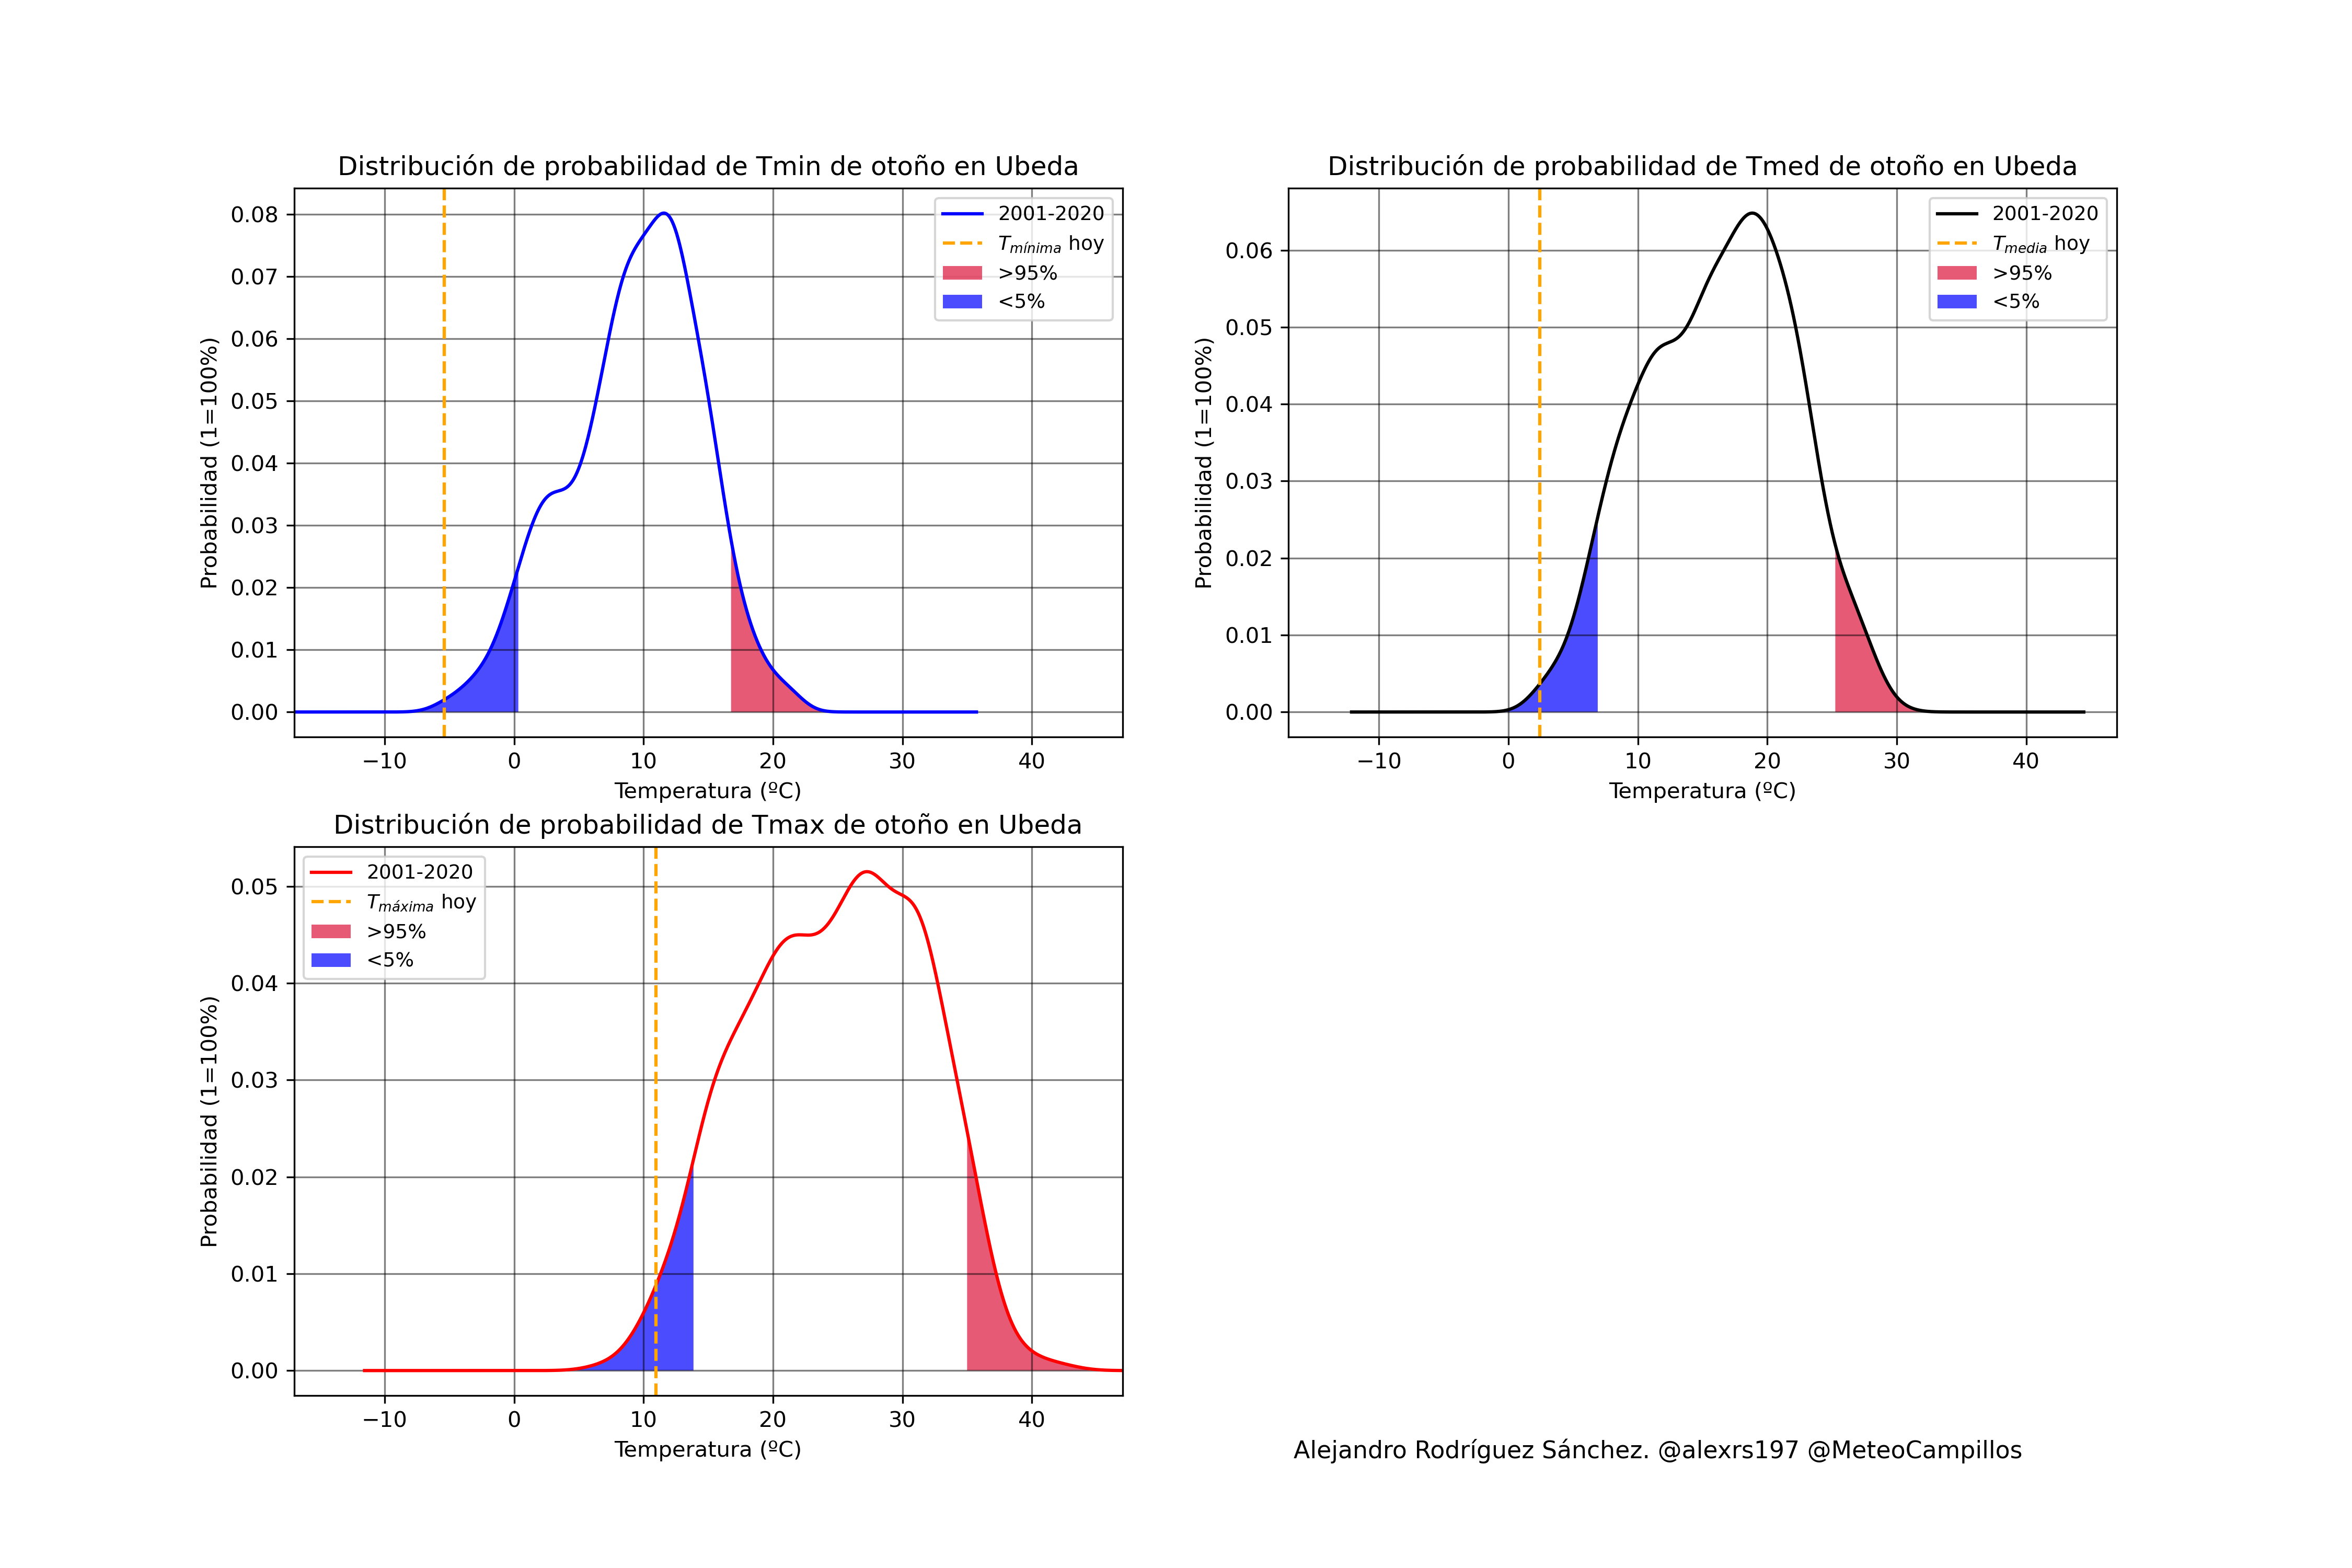 Distribución de probabilidad de Tmin de otoño en Ubeda
Probabilidad (1=100%)
0.08
0.07
0.06
0.05
0.04
0.03
0.02
0.01
0.00
2001-2020
Tmínima hoy
>95%
<5%
−10 0 10 20 30 40
Temperatura (ºC)
Distribución de probabilidad de Tmed de otoño en Ubeda
Probabilidad (1=100%)
0.06
0.05
0.04
0.03
0.02
0.01
0.00
2001-2020
Tmedia hoy
>95%
<5%
−10 0 10 20 30 40
Temperatura (ºC)
Distribución de probabilidad de Tmax de otoño en Ubeda
Probabilidad (1=100%)
0.05
0.04
0.03
0.02
0.01
0.00
2001-2020
Tmáxima hoy
>95%
<5%
−10 0 10 20 30 40
Temperatura (ºC)
Alejandro Rodríguez Sánchez. @alexrs197 @MeteoCampillos